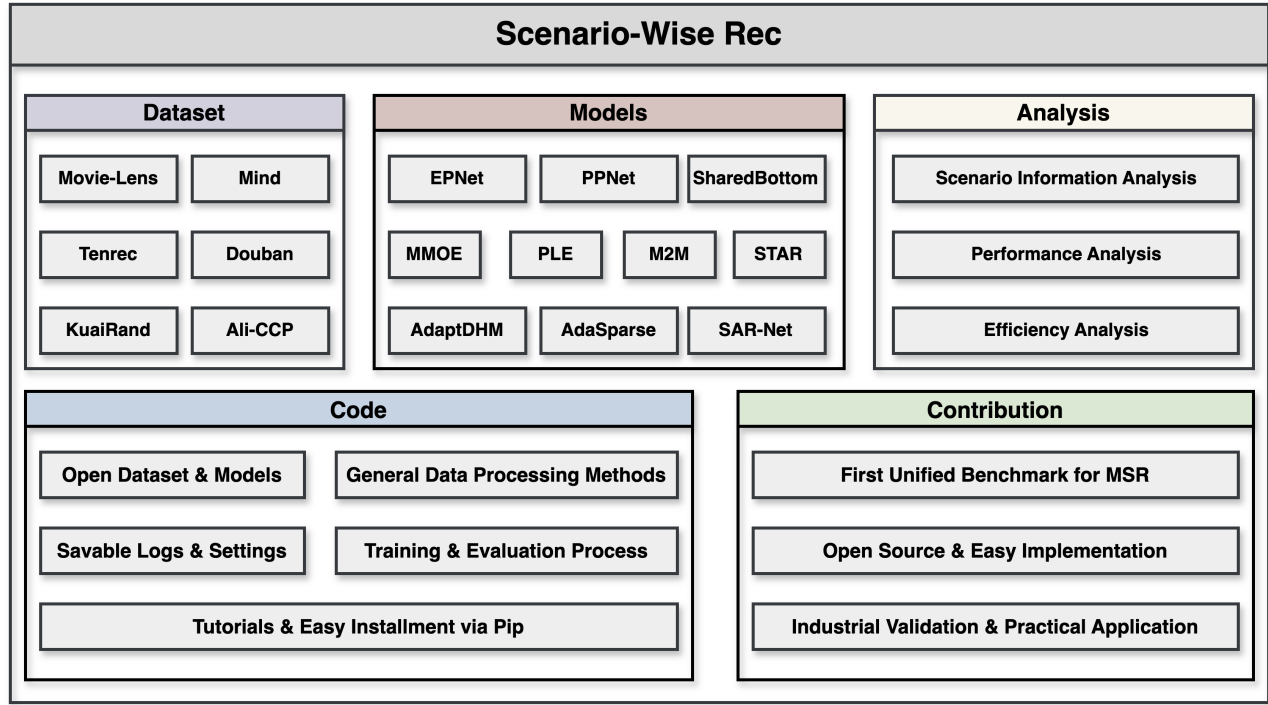 Scenario-Wise Rec
Dataset
Movie-Lens
Mind
Tenrec
Douban
KuaiRand
Ali-CCP
Models
EPNet
PPNet
SharedBottom
MMOE
PLE
M2M
STAR
AdaptDHM
AdaSparse
SAR-Net
Analysis
Scenario Information Analysis
Performance Analysis
Efficiency Analysis
Code
Open Dataset & Models
General Data Processing Methods
Savable Logs & Settings
Training & Evaluation Process
Tutorials & Easy Installment via Pip
Contribution
First Unified Benchmark for MSR
Open Source & Easy Implementation
Industrial Validation & Practical Application